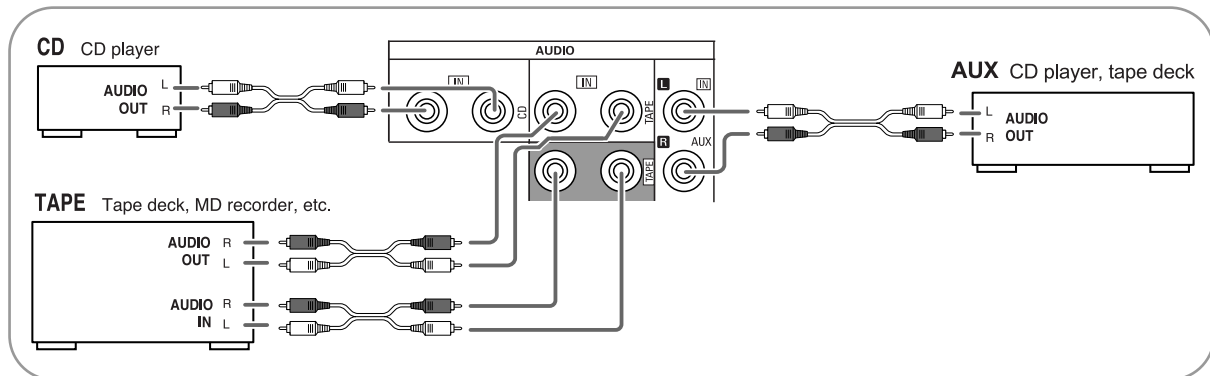 CD CD player
AUDIO
OUT
L
R
AUDIO
IN
CD
IN
TAPE
TAPE
L
IN
R
AUX
AUX CD player, tape deck
L
R
AUDIO
OUT
TAPE Tape deck, MD recorder, etc.
AUDIO
OUT
R
L
AUDIO
IN
R
L